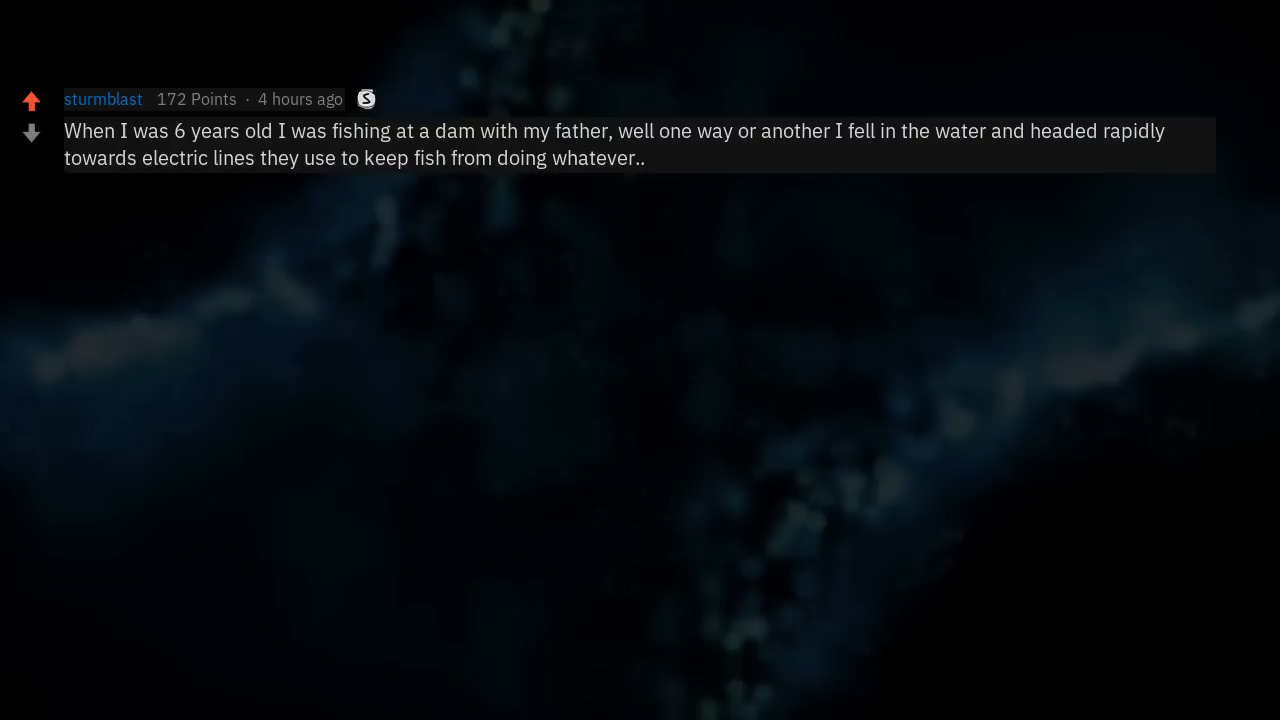 sturmblast 172 Points · 4 hours ago S
When I was 6 years old I was fishing at a dam with my father, well one way or another I fell in the water and headed rapidly
towards electric lines they use to keep fish from doing whatever..